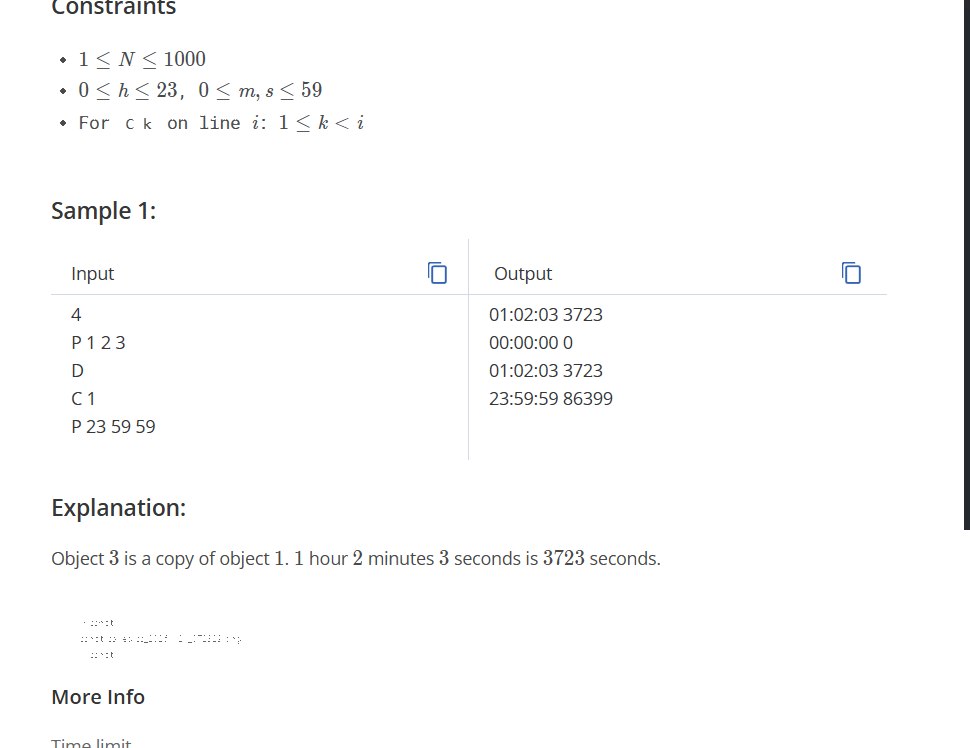 Constraints
• 1 ≤ N ≤ 1000
• 0 ≤ h ≤ 23, 0 ≤ m, s ≤ 59
• For C k on line i: 1 ≤ k < i
Sample 1:
Input
Output
4
P 1 2 3
D
C 1
P 23 59 59
01:02:03 3723
00:00:00 0
01:02:03 3723
23:59:59 86399
Explanation:
Object 3 is a copy of object 1. 1 hour 2 minutes 3 seconds is 3723 seconds.
More Info
Time limit